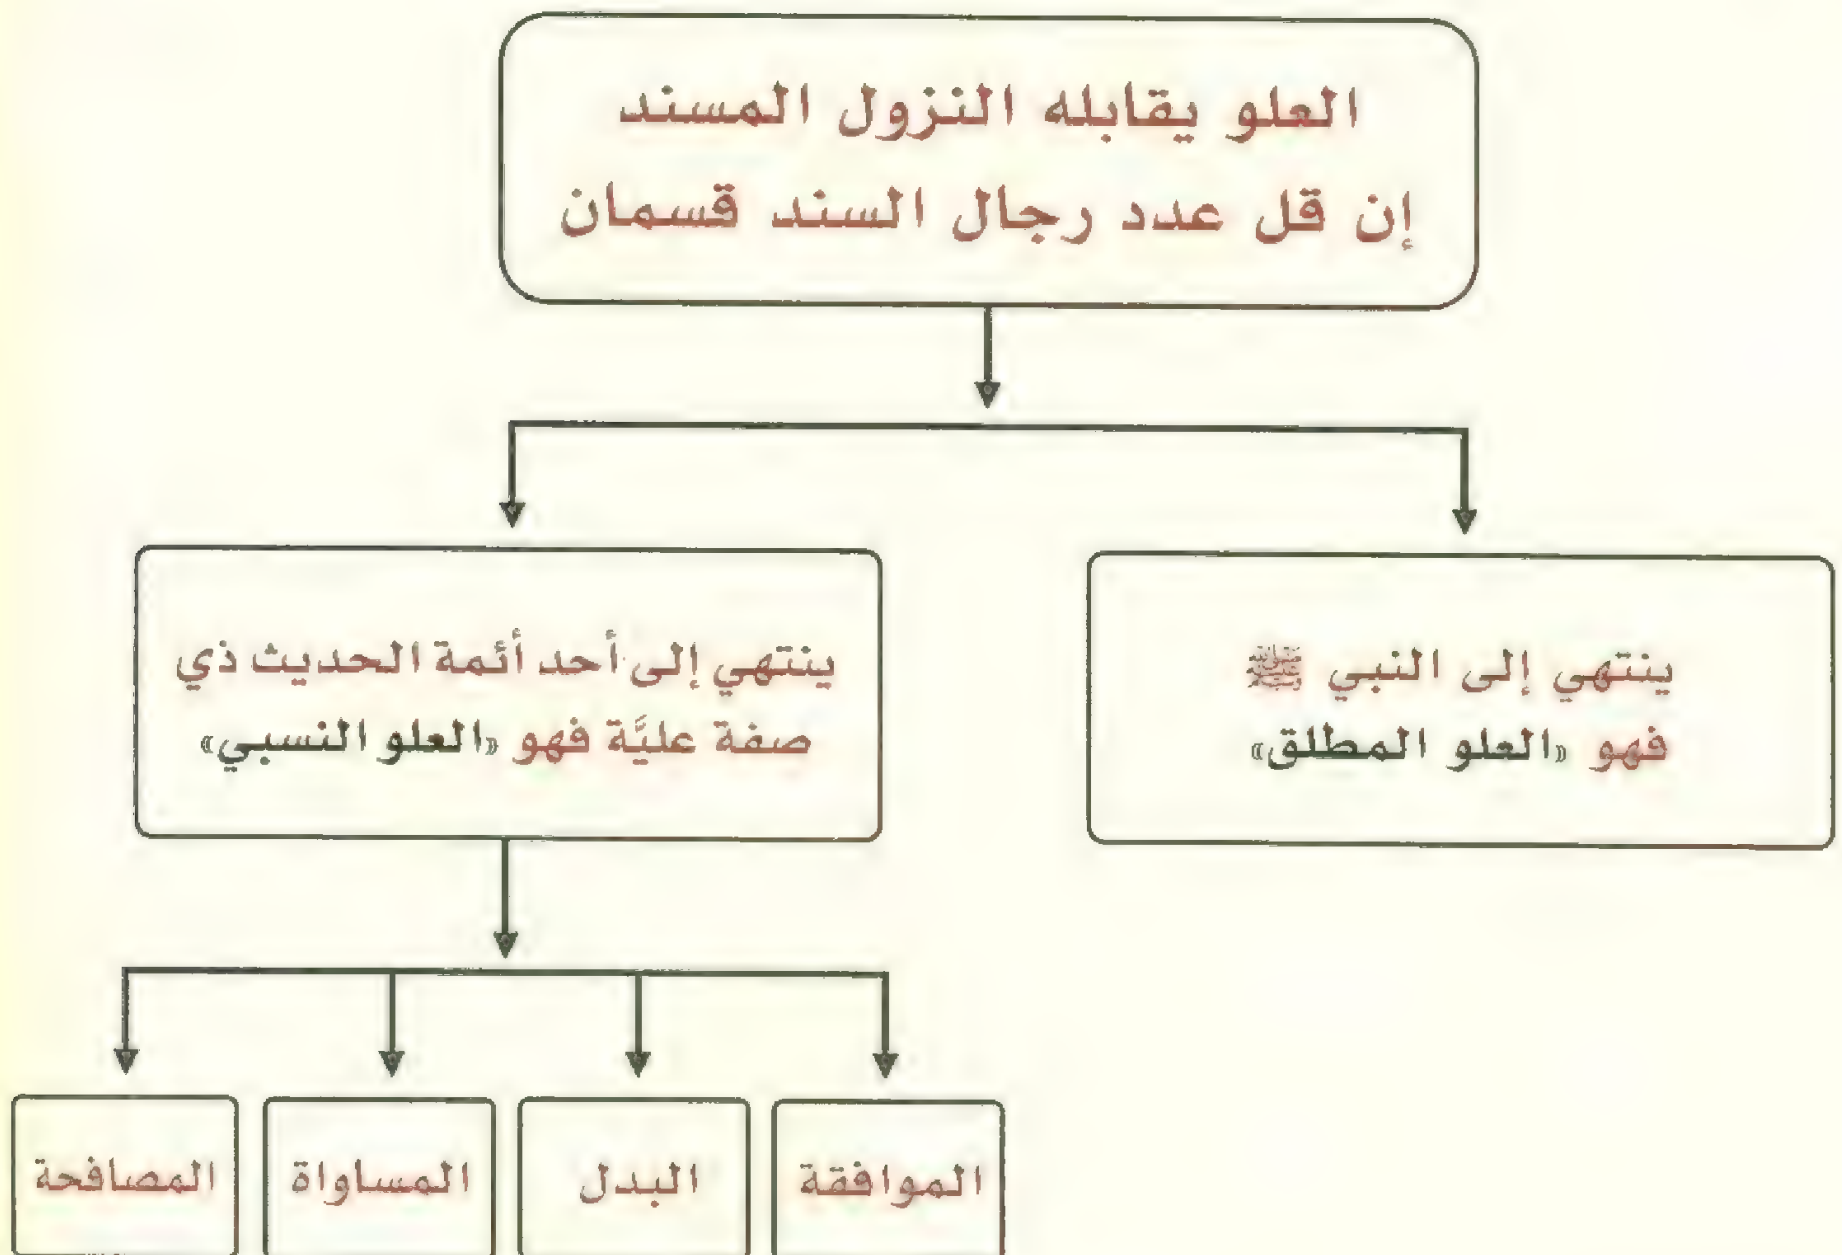 العلو يقابله النزول المسند
إن قل عدد رجال السند قسمان
ينتهي إلى النبي ﷺ
فهو «العلو المطلق»
ينتهي إلى أحد أئمة الحديث ذي
صفة عليَّة فهو «العلو النسبي»
الموافقة
البدل
المساواة
المصافحة